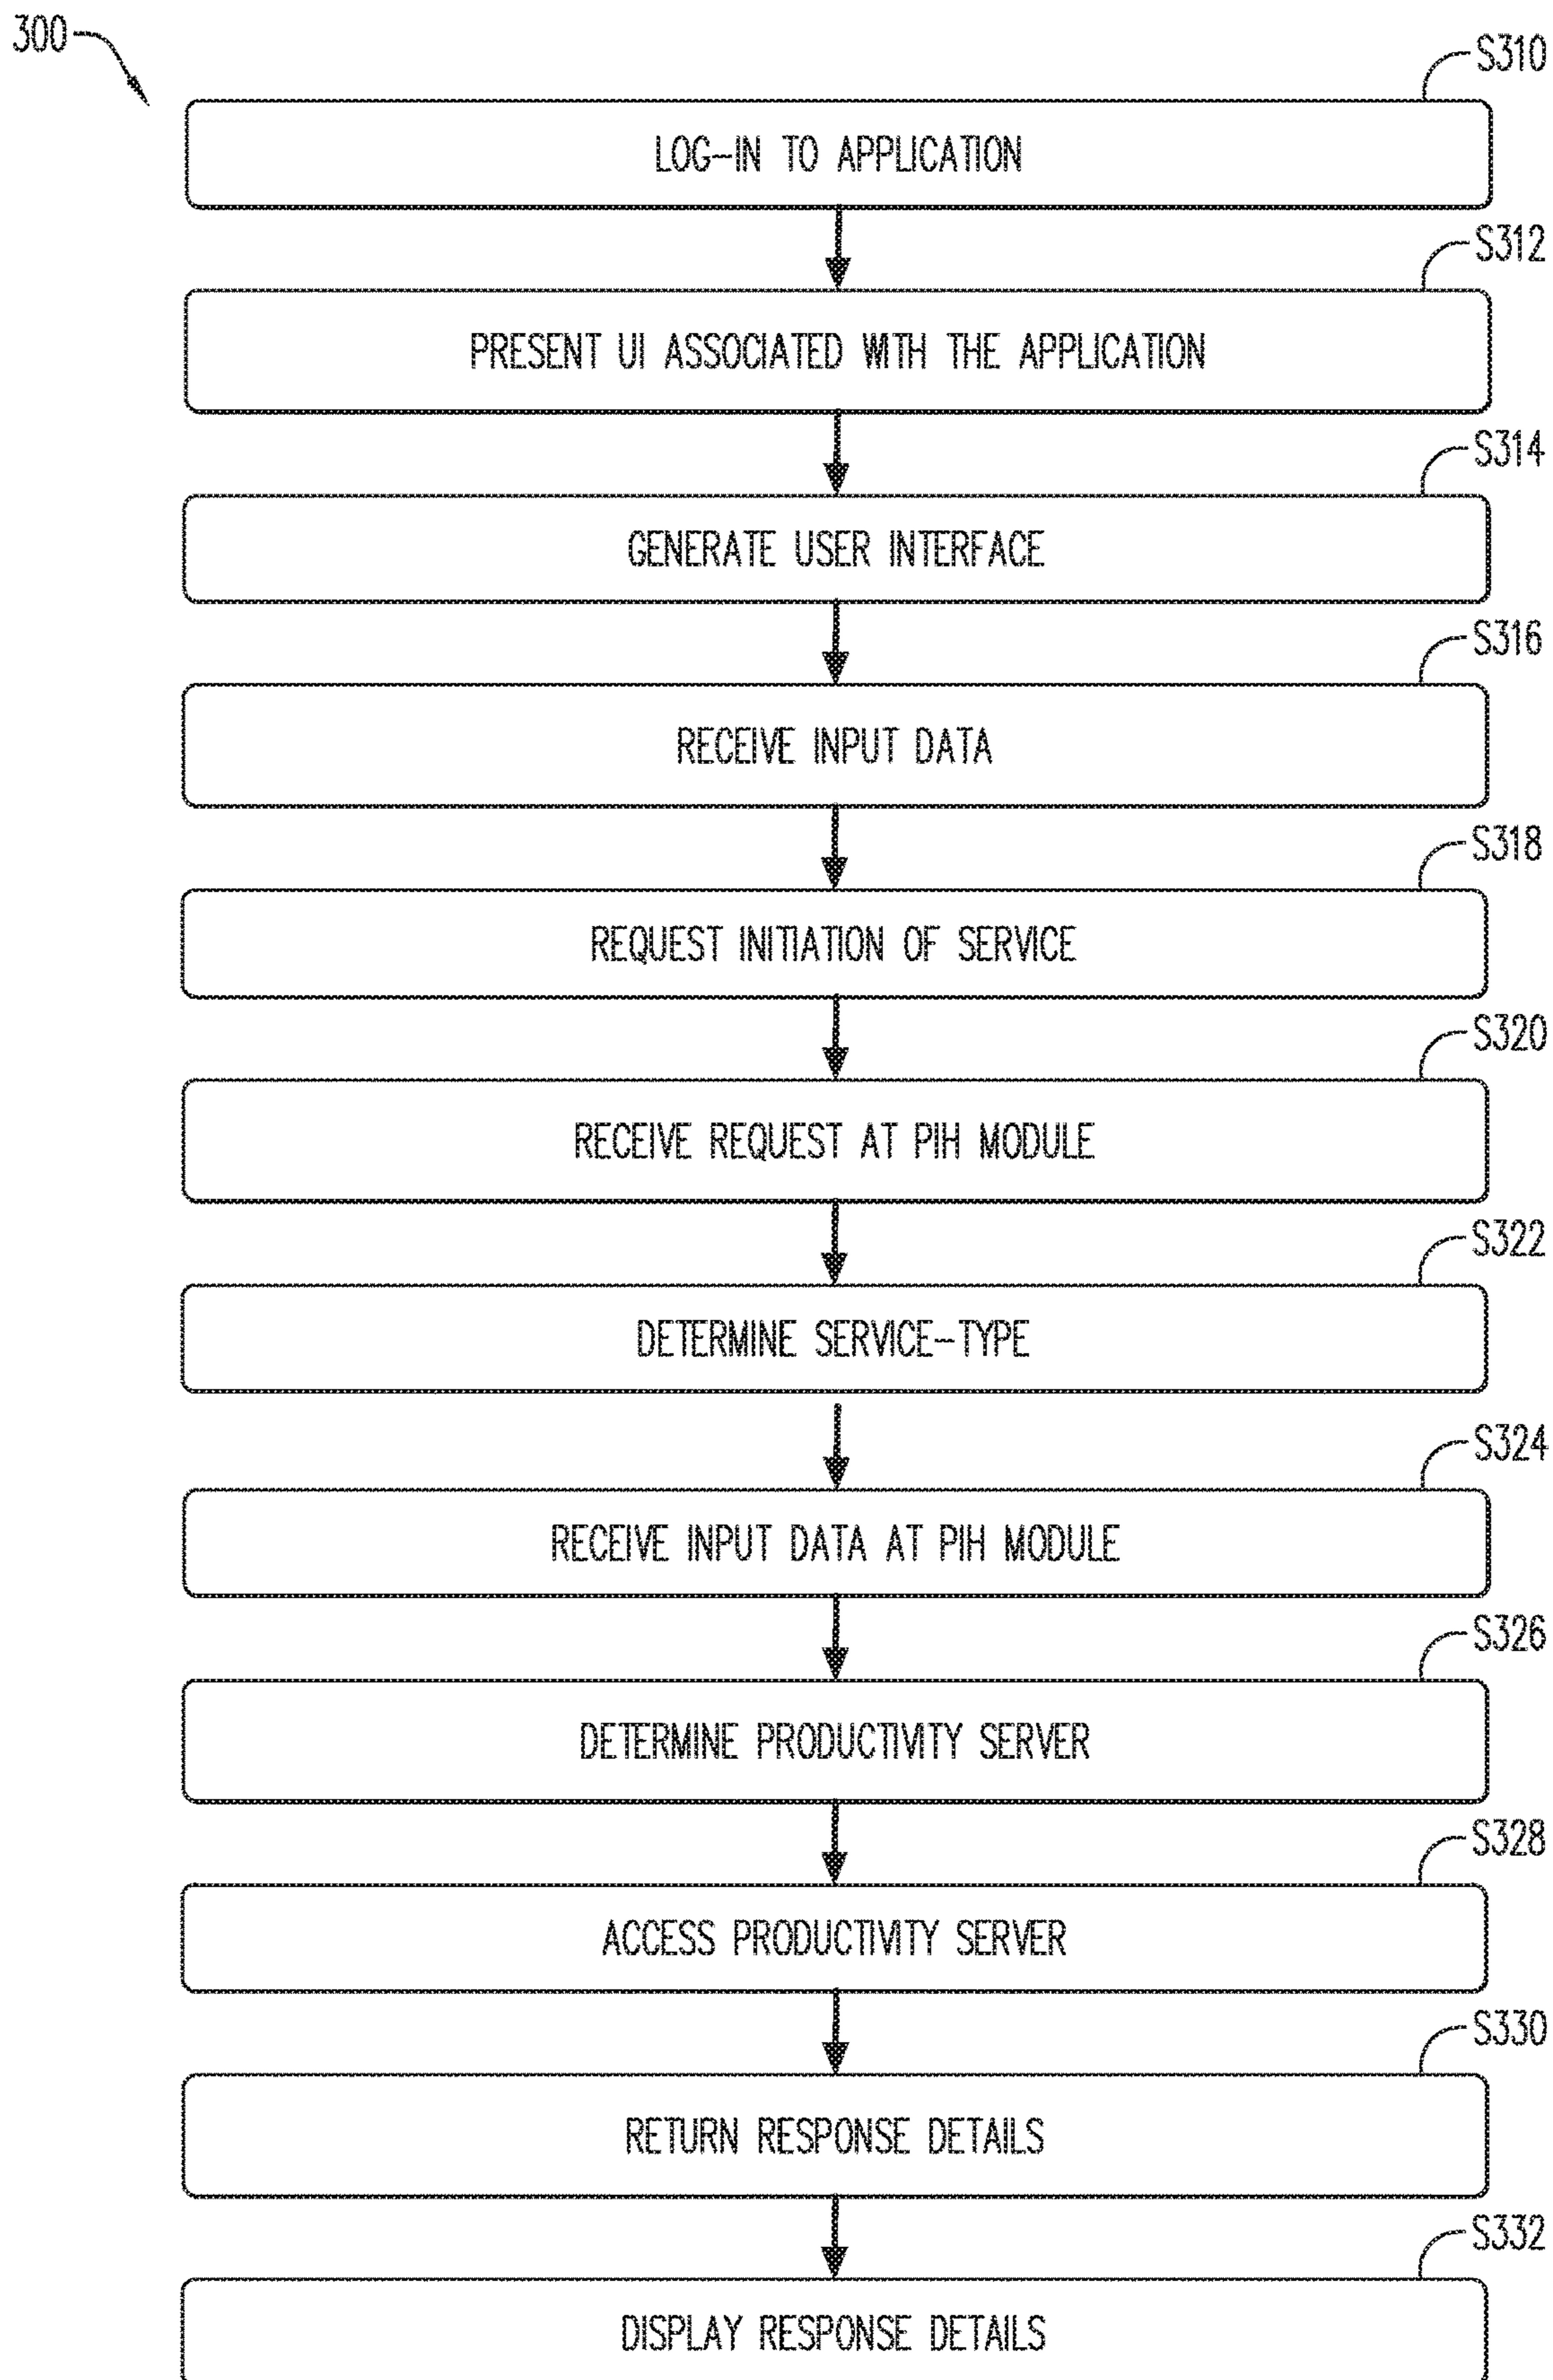 300
S310
LOG-IN TO APPLICATION
S312
PRESENT UI ASSOCIATED WITH THE APPLICATION
S314
GENERATE USER INTERFACE
S316
RECEIVE INPUT DATA
S318
REQUEST INITIATION OF SERVICE
S320
RECEIVE REQUEST AT PIH MODULE
S322
DETERMINE SERVICE-TYPE
S324
RECEIVE INPUT DATA AT PIH MODULE
S326
DETERMINE PRODUCTIVITY SERVER
S328
ACCESS PRODUCTIVITY SERVER
S330
RETURN RESPONSE DETAILS
S332
DISPLAY RESPONSE DETAILS